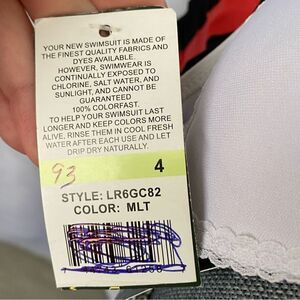 YOUR NEW SWIMSUIT IS MADE OF
THE FINEST QUALITY FABRICS AND
DYES AVAILABLE.
HOWEVER, SWIMWEAR IS
CONTINUALLY EXPOSED TO
CHLORINE, SALT WATER, AND
SUNLIGHT, AND CANNOT BE
GUARANTEED
100% COLORFAST.
TO HELP YOUR SWIMSUIT LAST
LONGER AND KEEP COLORS MORE
ALIVE, RINSE THEM IN COOL FRESH
WATER AFTER EACH USE AND LET
DRIP DRY NATURALLY.
93 4
STYLE: LR6GC82
COLOR: MLT